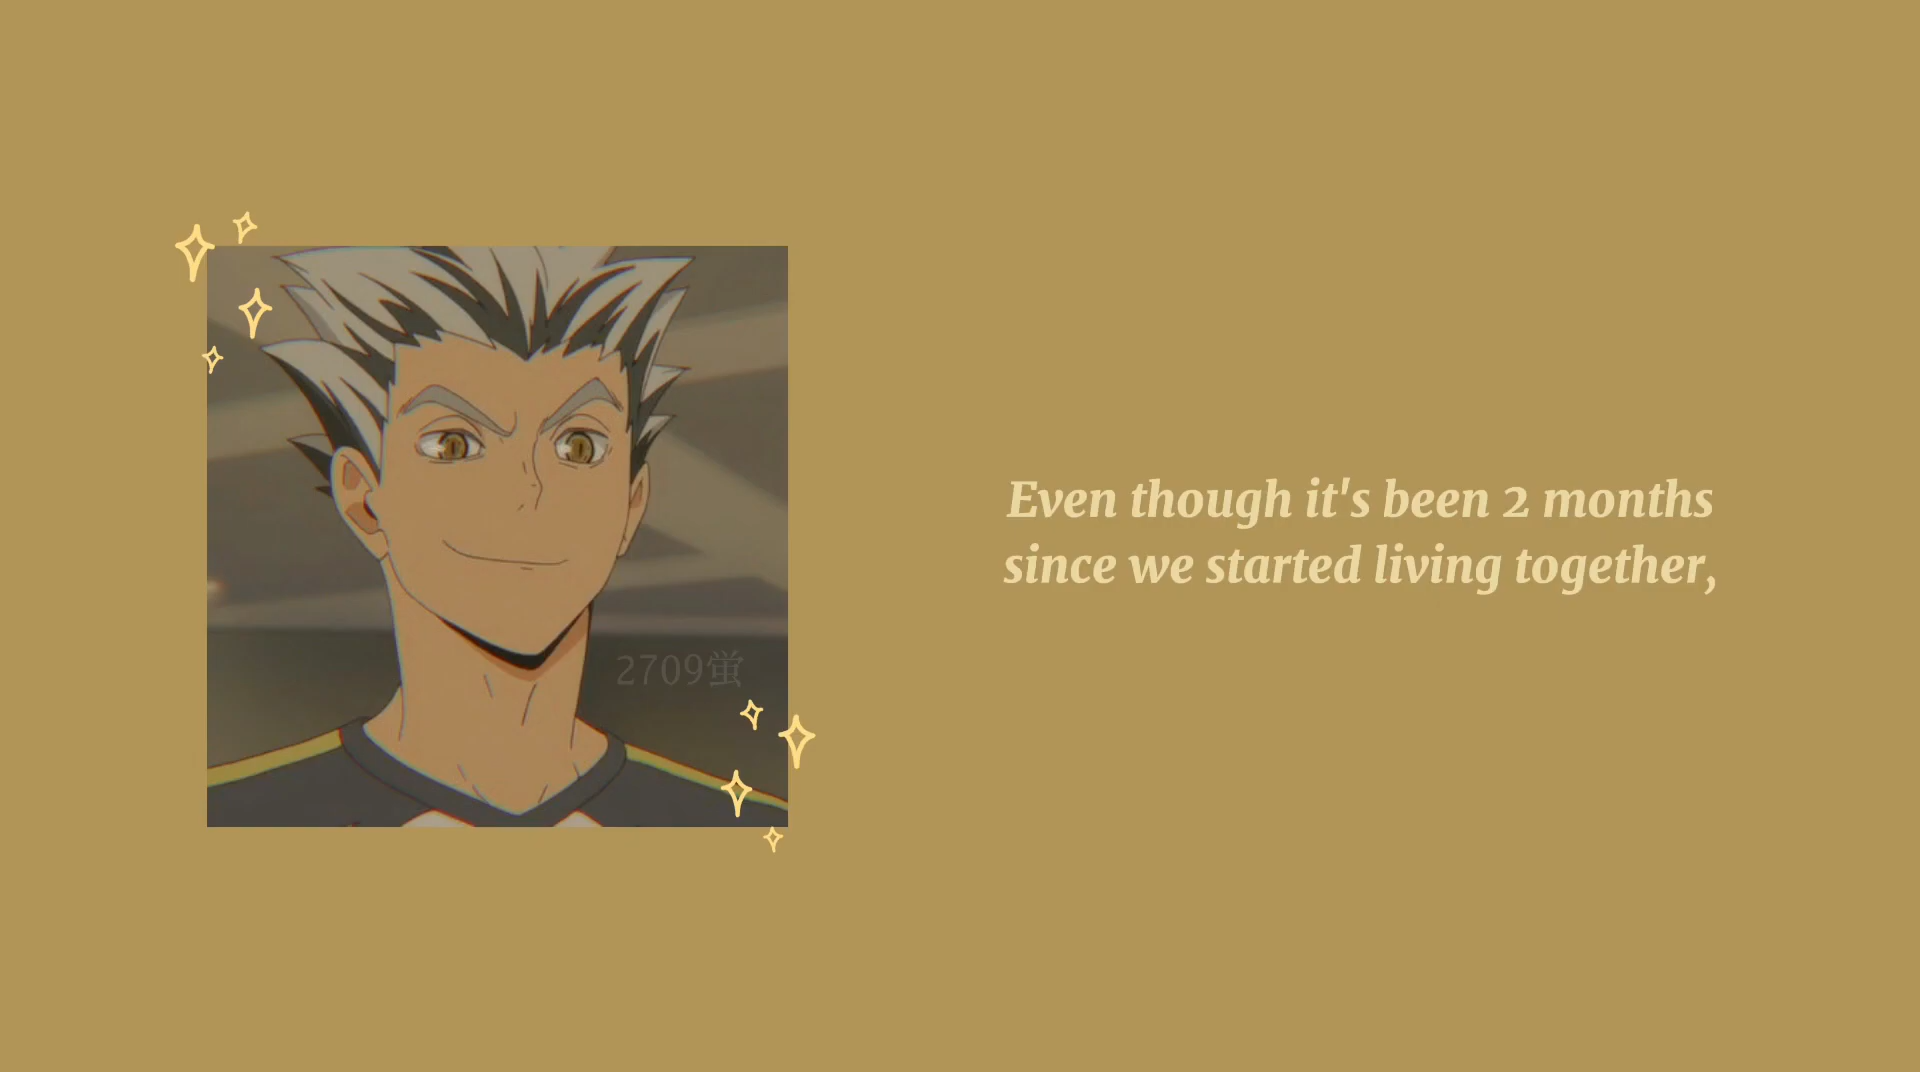 Even though it's been 2 months
since we started living together,
2709蛍